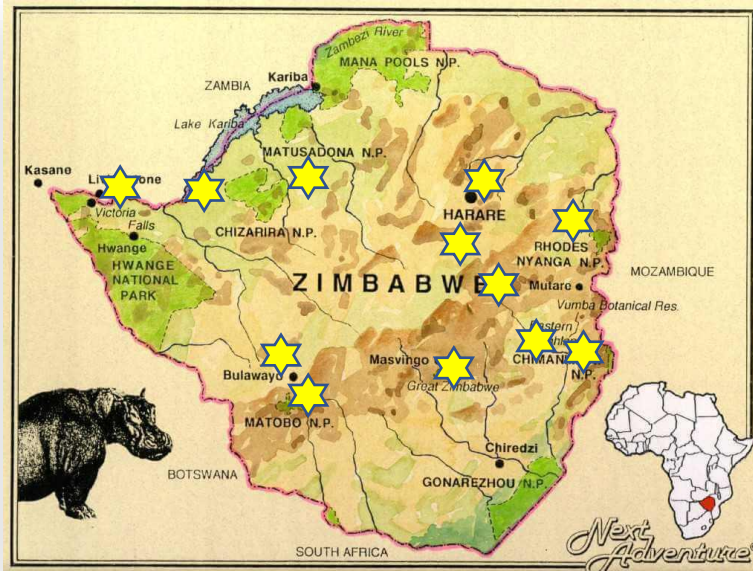 Zambezi River
MANA POOLS N.P.
Kariba
ZAMBIA
Lake Kariba
MATUSADONA N.P.
Kasane
Victoria
Falls
HARARE
CHIZARIRA N.P.
RHODES
NYANGA N.P.
Hwange
HWANGE
NATIONAL
PARK
MOZAMBIQUE
ZIMBABWE
Mutare
Vumba Botanical Res.
Masvingo
Great Zimbabwe
N.P.
Bulawayo
MATOBO N.P.
Chiredzi
BOTSWANA
GONAREZHOU N.P.
SOUTH AFRICA
Next
Adventure